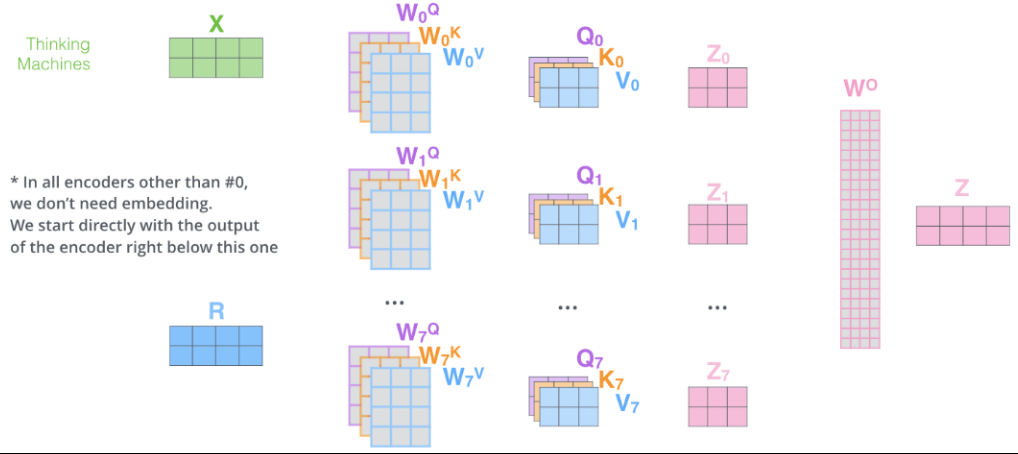 Thinking
Machines
X
W₀Q
W₀K
W₀V
Q₀
K₀
V₀
Z₀
Wᴼ
* In all encoders other than #0,
we don’t need embedding.
We start directly with the output
of the encoder right below this one
W₁Q
W₁K
W₁V
Q₁
K₁
V₁
Z₁
Z
R
...
...
...
W₇Q
W₇K
W₇V
Q₇
K₇
V₇
Z₇